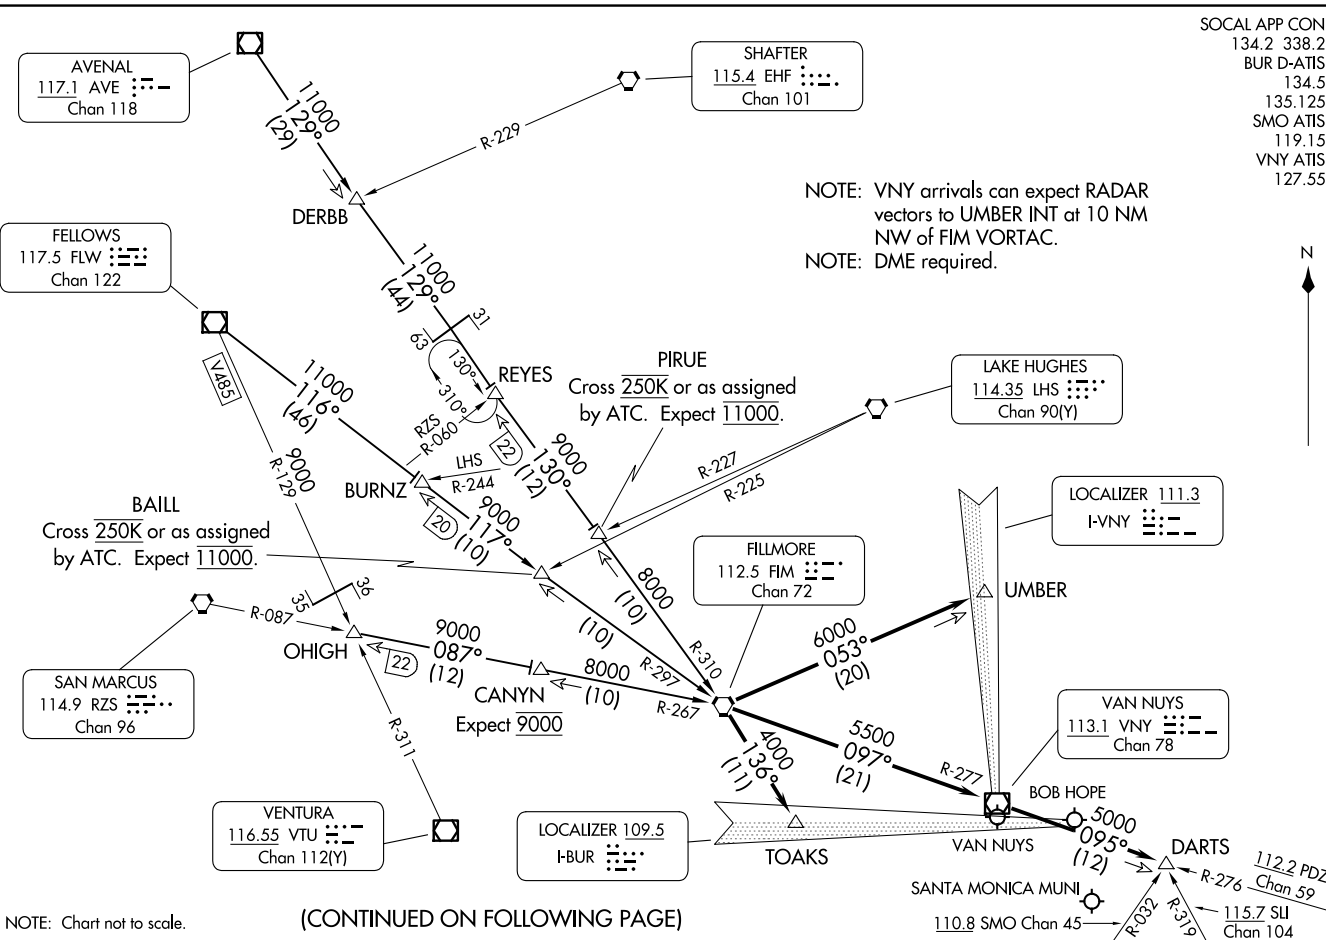 SOCAL APP CON
134.2 338.2
BUR D-ATIS
134.5
135.125
SMO ATIS
119.15
VNY ATIS
127.55
AVENAL
117.1 AVE
Chan 118
SHAFTER
115.4 EHF
Chan 101
11000
129°
(29)
R-229
DERBB
NOTE: VNY arrivals can expect RADAR
vectors to UMBER INT at 10 NM
NW of FIM VORTAC.
NOTE: DME required.
N
FELLOWS
117.5 FLW
Chan 122
11000
129°
(44)
63
31
V485
11000
116°
(46)
130°
310°
REYES
RZS
R-060
22
PIRUE
Cross 250K or as assigned
by ATC. Expect 11000.
LAKE HUGHES
114.35 LHS
Chan 90(Y)
9000
130°
(12)
R-227
R-225
9000
R-129
LHS
R-244
BURNZ
20
9000
117°
(10)
BAILL
Cross 250K or as assigned
by ATC. Expect 11000.
LOCALIZER 111.3
I-VNY
FILLMORE
112.5 FIM
Chan 72
8000
(10)
R-310
UMBER
35
36
R-087
OHIGH
22
9000
087°
(12)
(10)
R-297
8000
(10)
R-267
CANYN
Expect 9000
6000
053°
(20)
SAN MARCUS
114.9 RZS
Chan 96
R-311
VAN NUYS
113.1 VNY
Chan 78
5500
097°
(21)
R-277
4000
136°
(11)
VENTURA
116.55 VTU
Chan 112(Y)
LOCALIZER 109.5
I-BUR
TOAKS
VAN NUYS
BOB HOPE
5000
095°
(12)
DARTS
112.2 PDZ
Chan 59
R-276
SANTA MONICA MUNI
110.8 SMO Chan 45
R-032
R-319
115.7 SLI
Chan 104
NOTE: Chart not to scale.
(CONTINUED ON FOLLOWING PAGE)